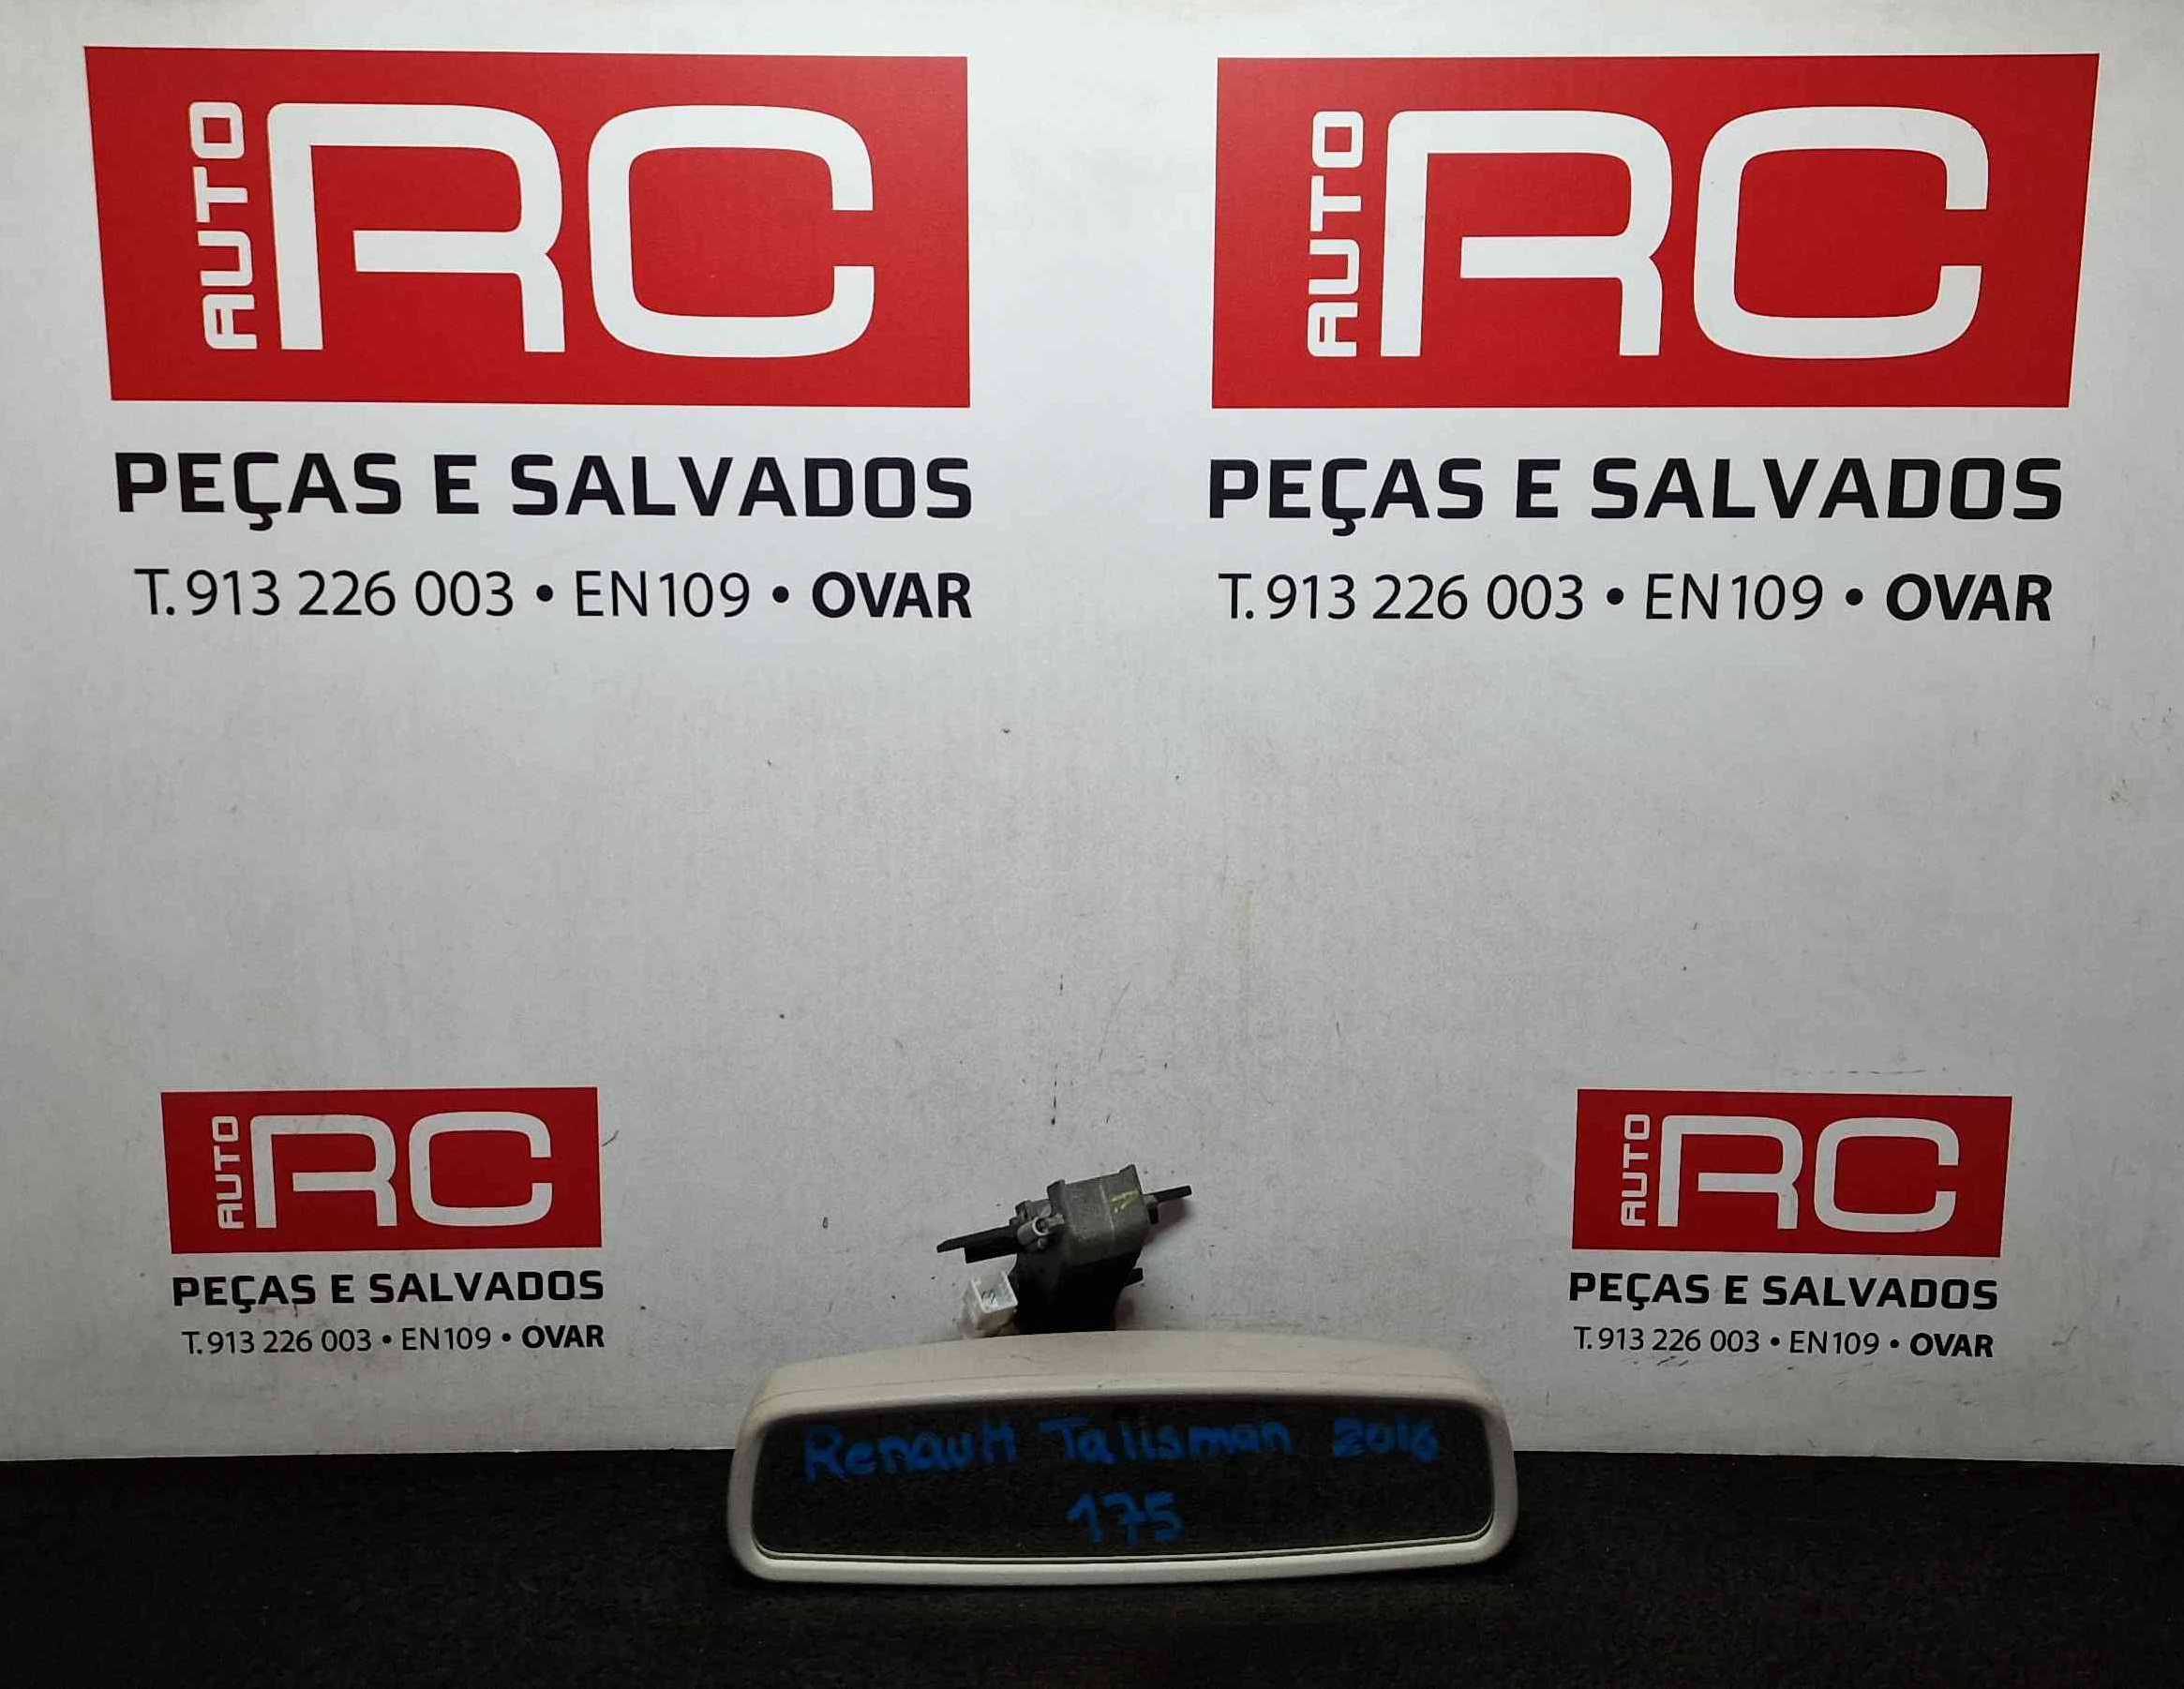 AUTO RC
PEÇAS E SALVADOS
T. 913 226 003 • EN109 • OVAR
AUTO RC
PEÇAS E SALVADOS
T. 913 226 003 • EN109 • OVAR
AUTO RC
PEÇAS E SALVADOS
T. 913 226 003 • EN109 • OVAR
AUTO RC
PEÇAS E SALVADOS
T. 913 226 003 • EN109 • OVAR
Renault Talisman 2016
175